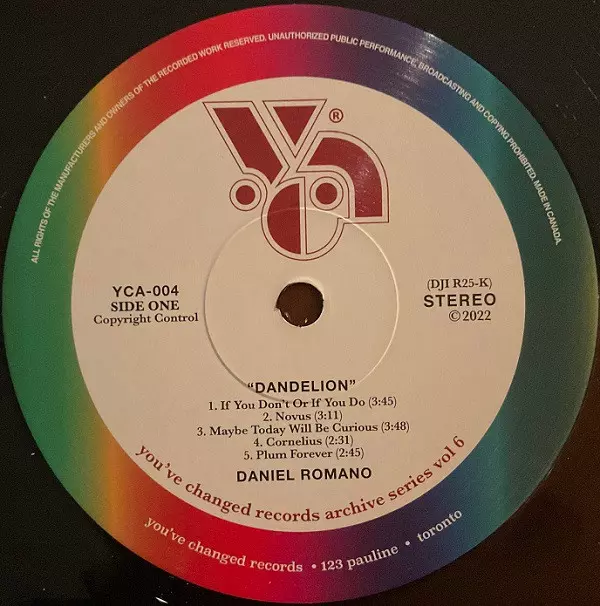 ALL RIGHTS OF THE MANUFACTURERS AND OWNERS OF THE RECORDED WORK RESERVED. UNAUTHORIZED PUBLIC PERFORMANCE, BROADCASTING AND COPYING PROHIBITED. MADE IN CANADA.
®
YCA-004
SIDE ONE
Copyright Control
(DJI R25-K)
STEREO
©2022
"DANDELION"
1. If You Don't Or If You Do (3:45)
2. Novus (3:11)
3. Maybe Today Will Be Curious (3:48)
4. Cornelius (2:31)
5. Plum Forever (2:45)
DANIEL ROMANO
you've changed records archive series vol 6
you've changed records • 123 pauline • toronto